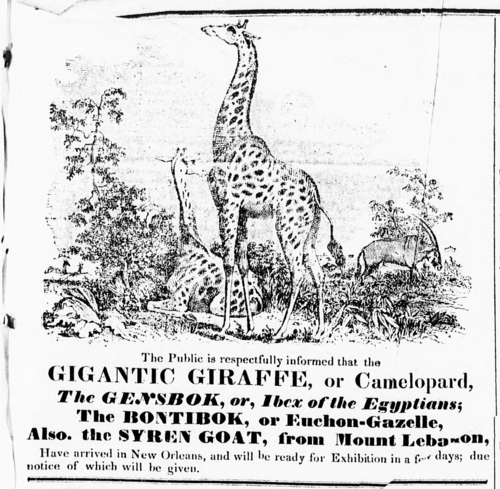 The Public is respectfully informed that the
GIGANTIC GIRAFFE, or Camelopard,
The GENSBOK, or, Ibex of the Egyptians;
The BONTIBOK, or Euchon-Gazelle,
Also. the SYREN GOAT, from Mount Lebanon,
Have arrived in New Orleans, and will be ready for Exhibition in a few days; due
notice of which will be given.